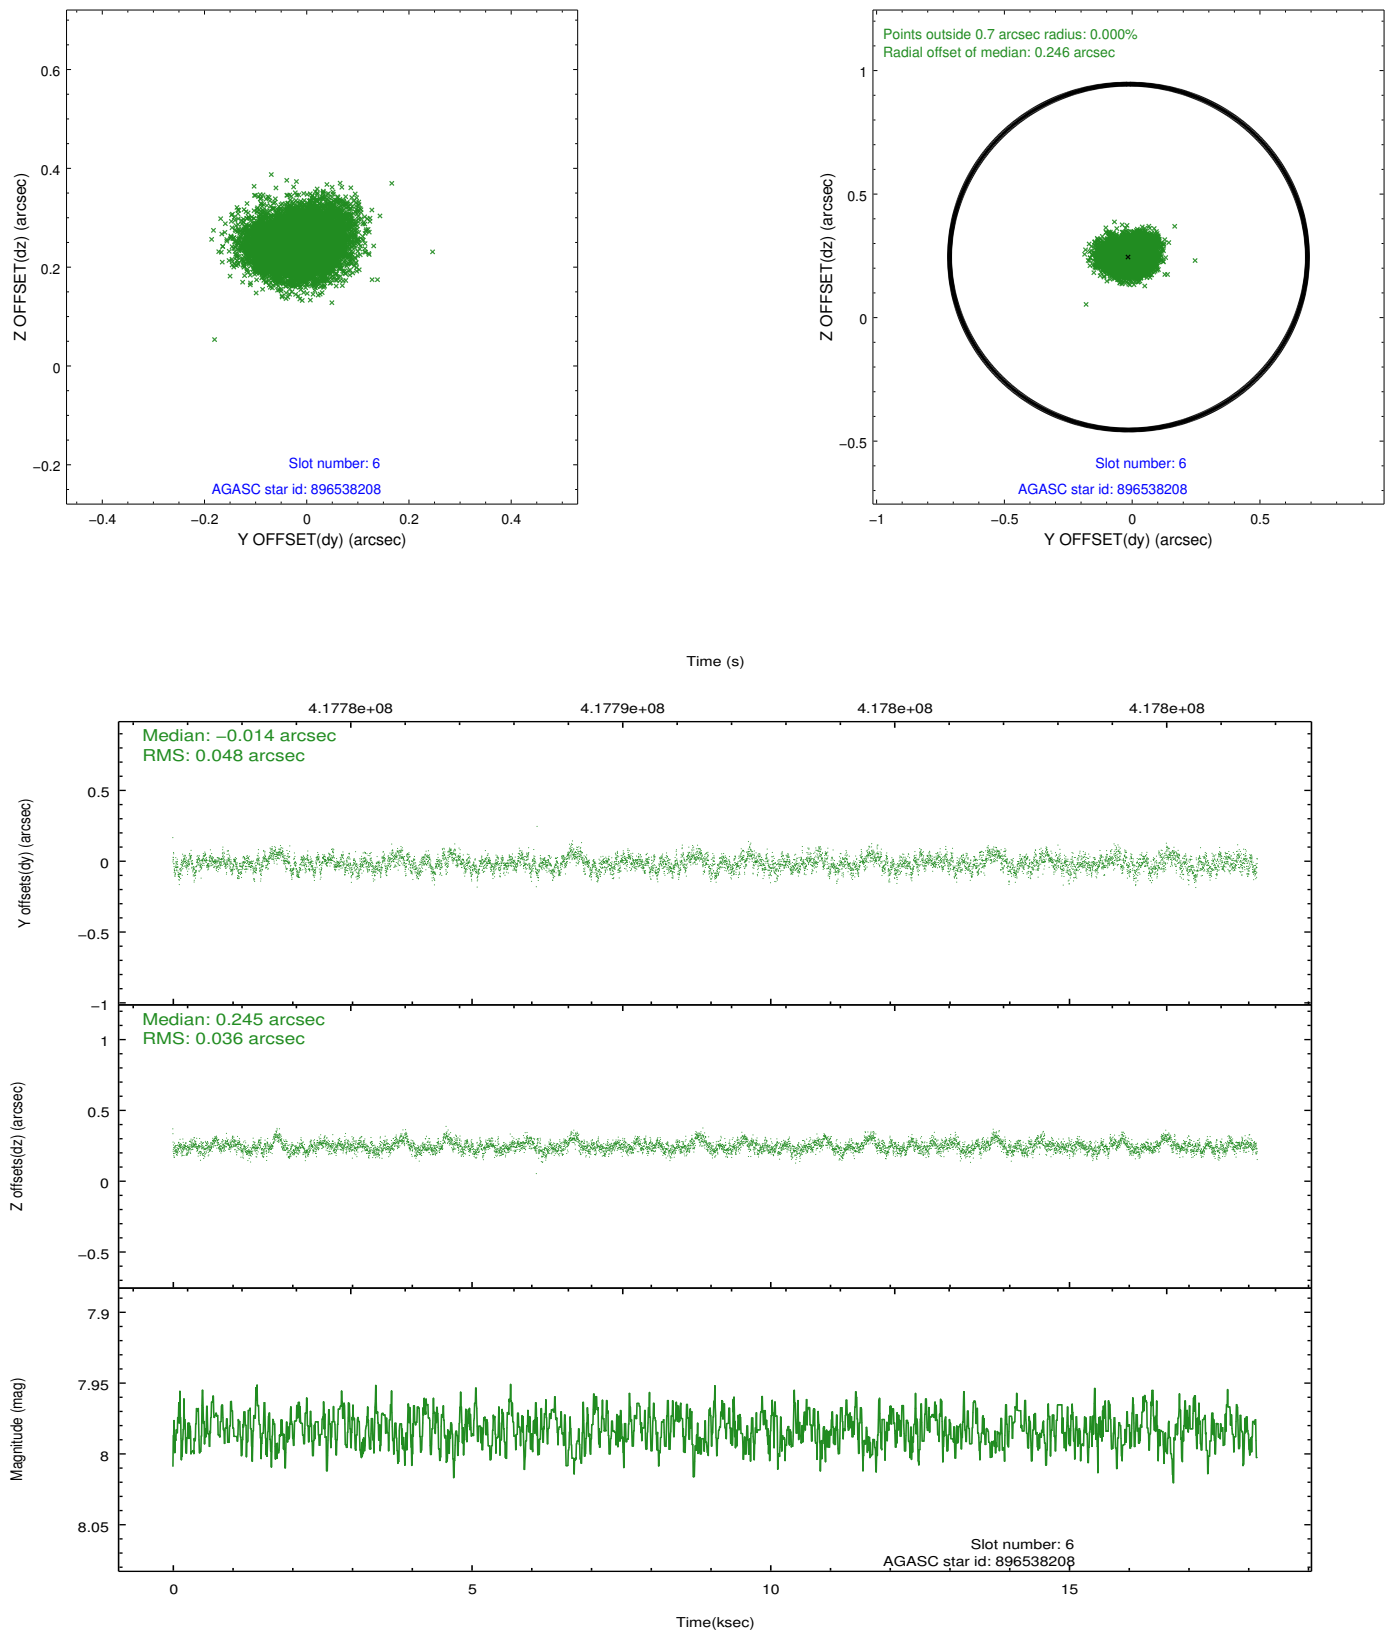 0.6
0.4
0.2
0
−0.2
Z OFFSET(dz) (arcsec)
Slot number: 6
AGASC star id: 896538208
−0.4
−0.2
0
0.2
0.4
Y OFFSET(dy) (arcsec)
Points outside 0.7 arcsec radius: 0.000%
Radial offset of median: 0.246 arcsec
1
0.5
0
−0.5
Z OFFSET(dz) (arcsec)
Slot number: 6
AGASC star id: 896538208
−1
−0.5
0
0.5
Y OFFSET(dy) (arcsec)
Time (s)
4.1778e+08
4.1779e+08
4.178e+08
4.178e+08
Median: −0.014 arcsec
RMS: 0.048 arcsec
0.5
0
−0.5
−1
Y offsets(dy) (arcsec)
Median: 0.245 arcsec
RMS: 0.036 arcsec
1
0.5
0
−0.5
Z offsets(dz) (arcsec)
7.9
7.95
8
8.05
Magnitude (mag)
Slot number: 6
AGASC star id: 896538208
0
5
10
15
Time(ksec)